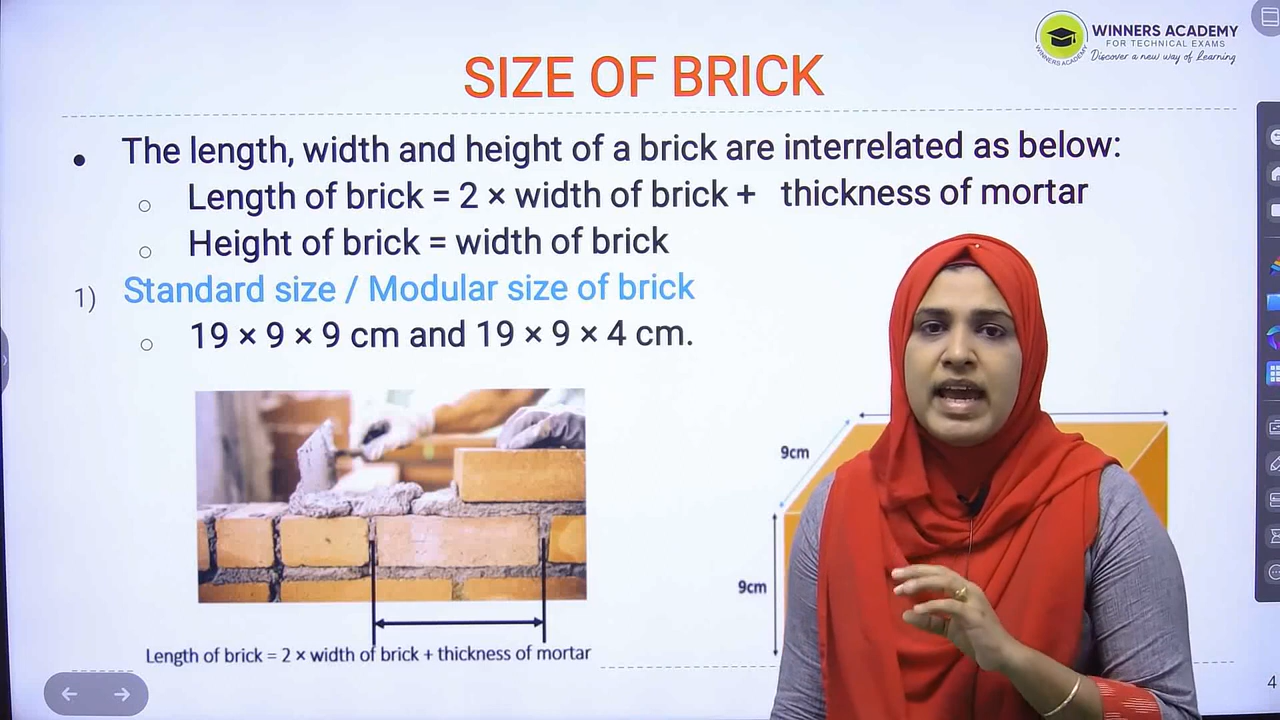 WINNERS ACADEMY
FOR TECHNICAL EXAMS
Discover a new way of Learning
WINNERS ACADEMY
SIZE OF BRICK
• The length, width and height of a brick are interrelated as below:
○ Length of brick = 2 × width of brick + thickness of mortar
○ Height of brick = width of brick
1) Standard size / Modular size of brick
○ 19 × 9 × 9 cm and 19 × 9 × 4 cm.
9cm
9cm
Length of brick = 2 × width of brick + thickness of mortar
4